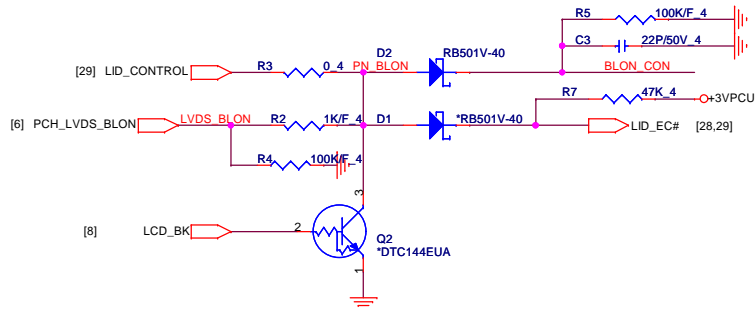 R5 100K/F_4
C3 22P/50V_4
D2 RB501V-40
[29] LID_CONTROL R3 0_4 PN_BLON BLON_CON
R7 47K_4
+3VPCU
D1 *RB501V-40
[6] PCH_LVDS_BLON LVDS_BLON R2 1K/F_4
LID_EC# [28,29]
R4 100K/F_4
3
[8] LCD_BK 2
Q2
*DTC144EUA
1